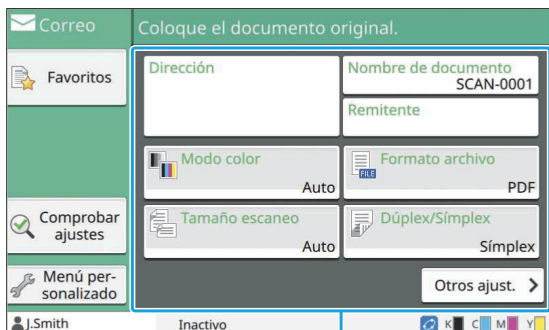 Correo
Coloque el documento original.
Favoritos
Dirección
Nombre de documento
SCAN-0001
Remitente
Modo color
Auto
FILE
Formato archivo
PDF
Comprobar
ajustes
Tamaño escaneo
Auto
Dúplex/Símplex
Símplex
Menú per-
sonalizado
Otros ajust.
J.Smith
Inactivo
K C M Y